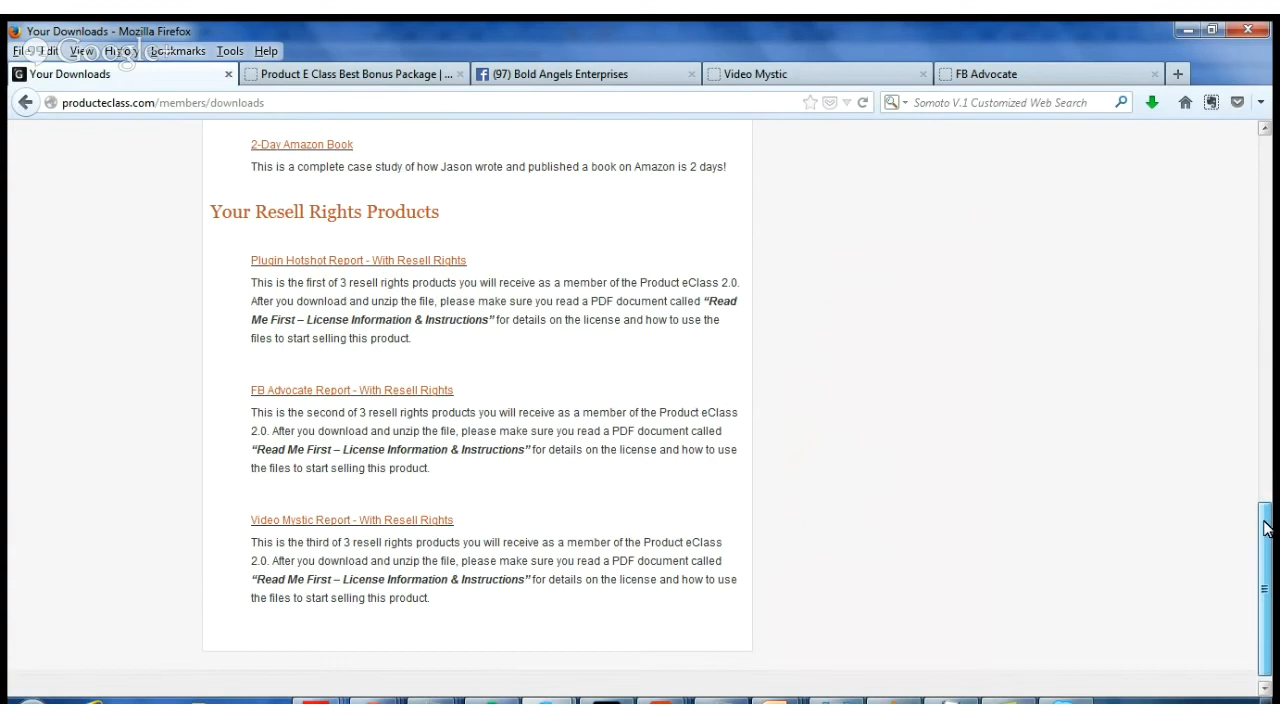 Your Downloads - Mozilla Firefox
File Edit View History Bookmarks Tools Help
Google+
Your Downloads
Product E Class Best Bonus Package | ...
(97) Bold Angels Enterprises
Video Mystic
FB Advocate
producteclass.com/members/downloads
Somoto V.1 Customized Web Search
2-Day Amazon Book
This is a complete case study of how Jason wrote and published a book on Amazon is 2 days!
Your Resell Rights Products
Plugin Hotshot Report - With Resell Rights
This is the first of 3 resell rights products you will receive as a member of the Product eClass 2.0.
After you download and unzip the file, please make sure you read a PDF document called “Read
Me First – License Information & Instructions” for details on the license and how to use the
files to start selling this product.
FB Advocate Report - With Resell Rights
This is the second of 3 resell rights products you will receive as a member of the Product eClass
2.0. After you download and unzip the file, please make sure you read a PDF document called
“Read Me First – License Information & Instructions” for details on the license and how to use
the files to start selling this product.
Video Mystic Report - With Resell Rights
This is the third of 3 resell rights products you will receive as a member of the Product eClass
2.0. After you download and unzip the file, please make sure you read a PDF document called
“Read Me First – License Information & Instructions” for details on the license and how to use
the files to start selling this product.